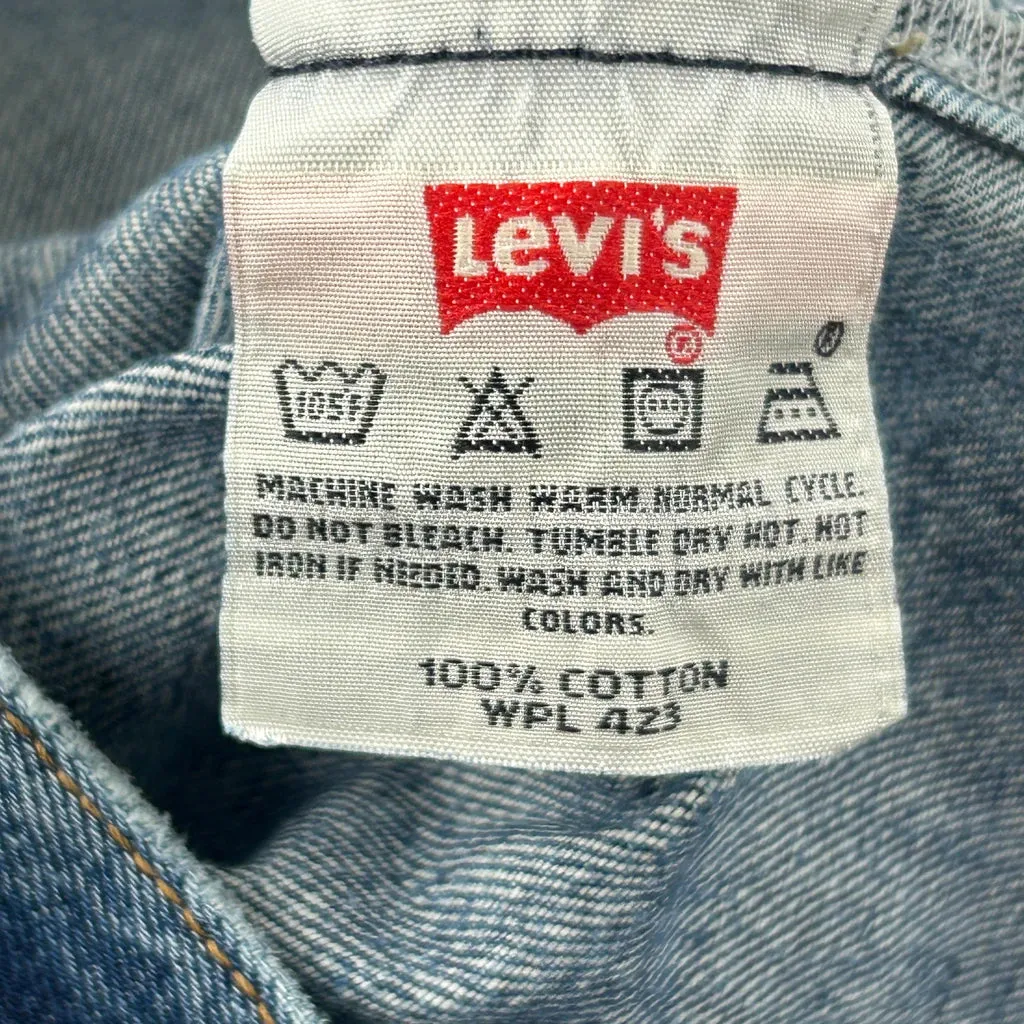 Levi's
®
®
105F
MACHINE WASH WARM. NORMAL CYCLE.
DO NOT BLEACH. TUMBLE DRY HOT. HOT
IRON IF NEEDED. WASH AND DRY WITH LIKE
COLORS.
100% COTTON
WPL 423